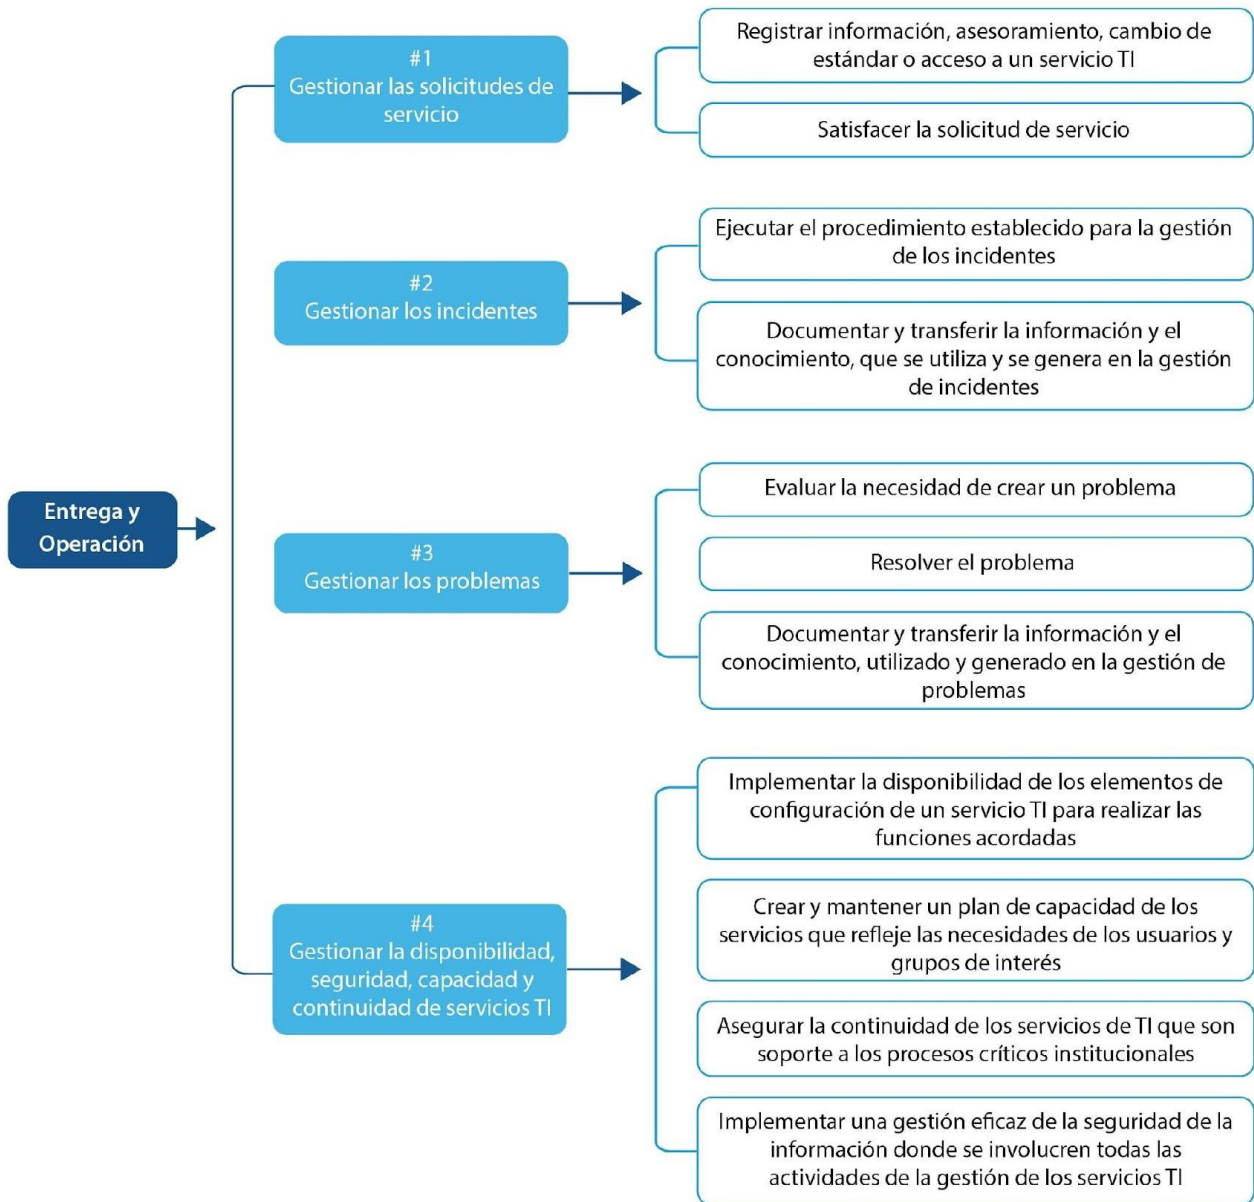 Entrega y
Operación
#1
Gestionar las solicitudes de
servicio
Registrar información, asesoramiento, cambio de
estándar o acceso a un servicio TI
Satisfacer la solicitud de servicio
#2
Gestionar los incidentes
Ejecutar el procedimiento establecido para la gestión
de los incidentes
Documentar y transferir la información y el
conocimiento, que se utiliza y se genera en la gestión
de incidentes
#3
Gestionar los problemas
Evaluar la necesidad de crear un problema
Resolver el problema
Documentar y transferir la información y el
conocimiento, utilizado y generado en la gestión de
problemas
#4
Gestionar la disponibilidad,
seguridad, capacidad y
continuidad de servicios TI
Implementar la disponibilidad de los elementos de
configuración de un servicio TI para realizar las
funciones acordadas
Crear y mantener un plan de capacidad de los
servicios que refleje las necesidades de los usuarios y
grupos de interés
Asegurar la continuidad de los servicios de TI que son
soporte a los procesos críticos institucionales
Implementar una gestión eficaz de la seguridad de la
información donde se involucren todas las
actividades de la gestión de los servicios TI